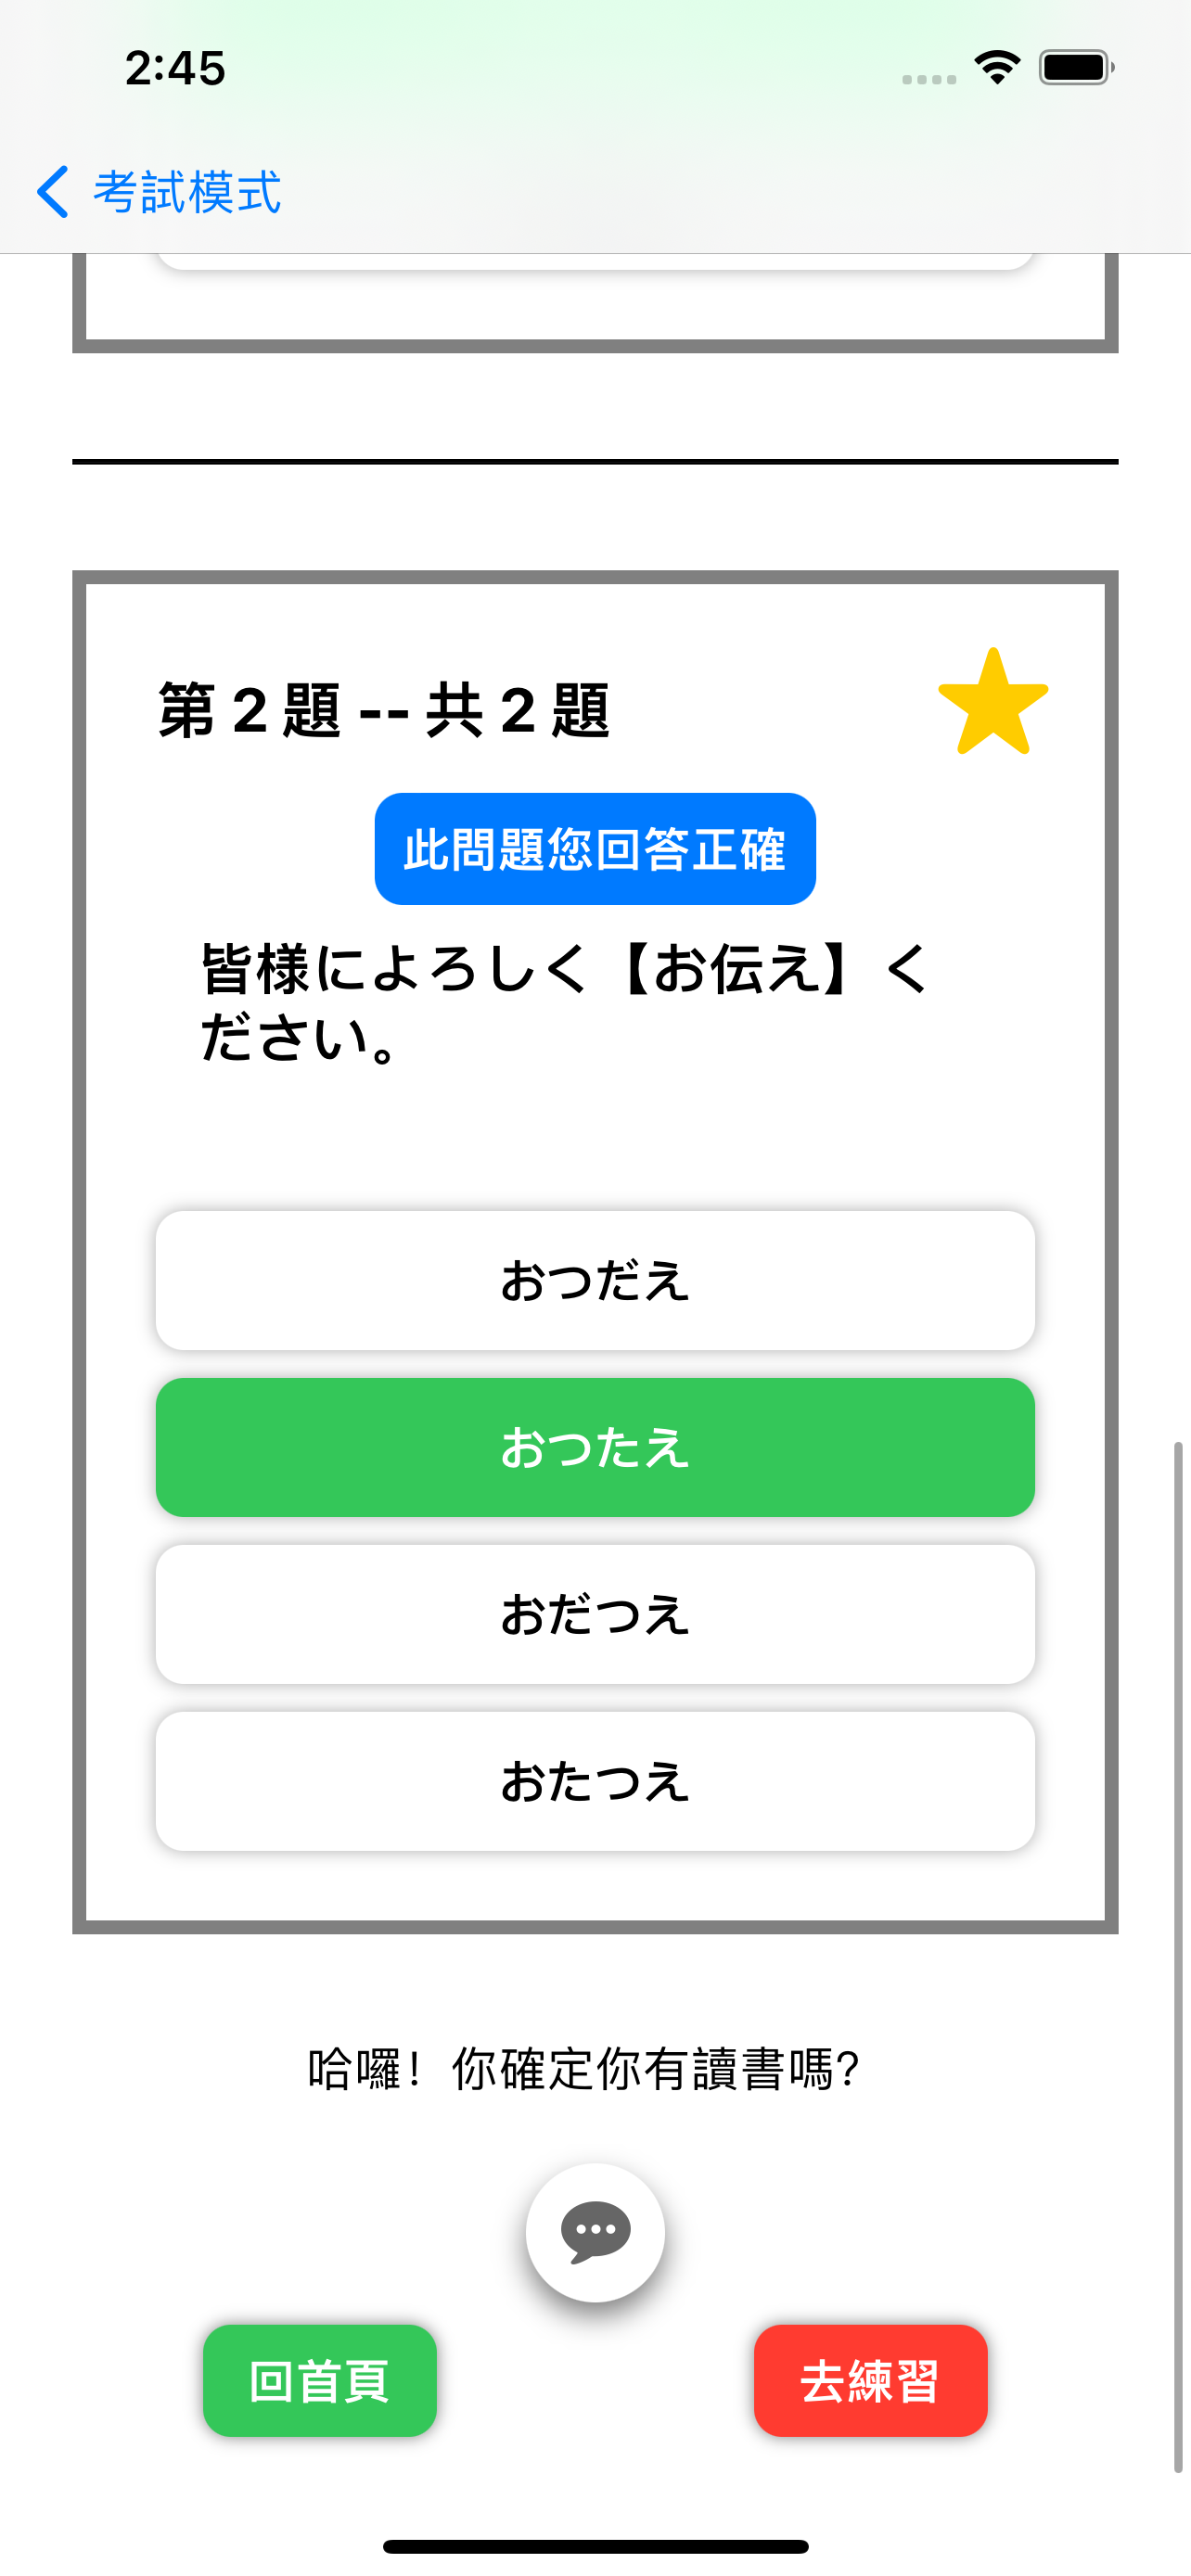 2:45
考試模式
第 2 題 -- 共 2 題
此問題您回答正確
皆様によろしく【お伝え】く
ださい。
おつだえ
おつたえ
おだつえ
おたつえ
哈囉！你確定你有讀書嗎?
回首頁
去練習